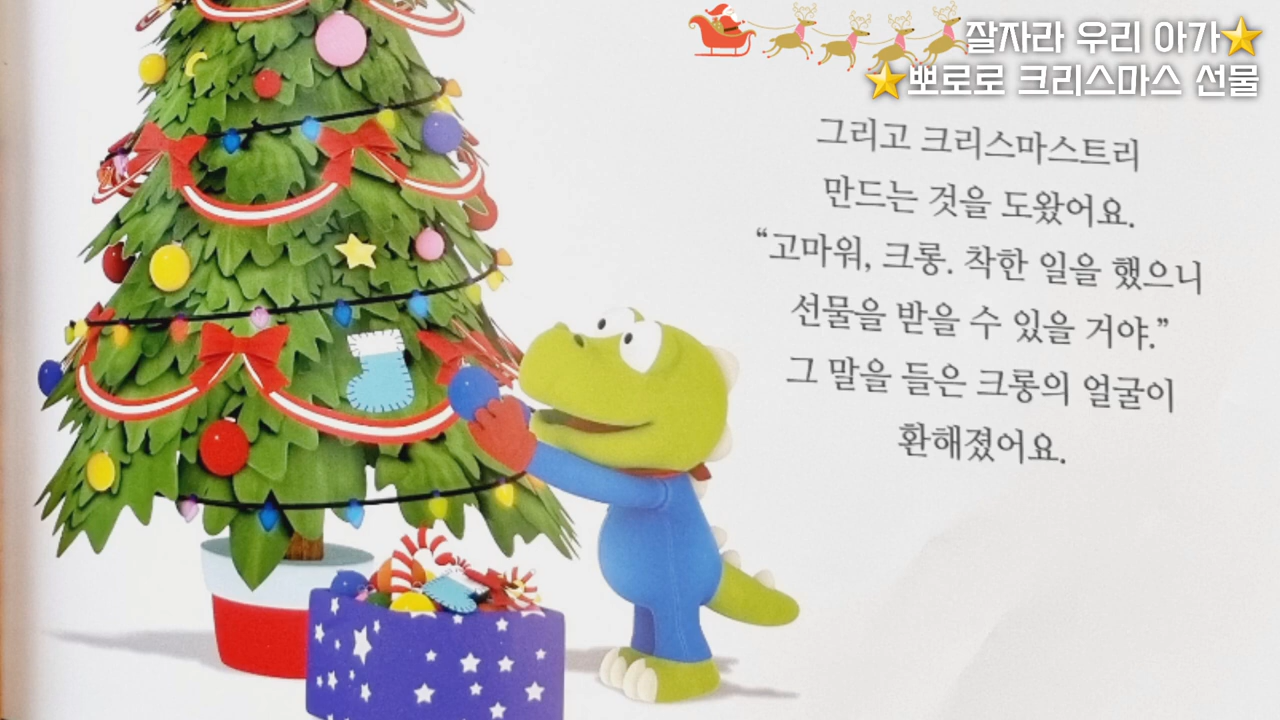 잘자라 우리 아가
뽀로로 크리스마스 선물
그리고 크리스마스트리
만드는 것을 도왔어요.
“고마워, 크롱. 착한 일을 했으니
선물을 받을 수 있을 거야.”
그 말을 들은 크롱의 얼굴이
환해졌어요.